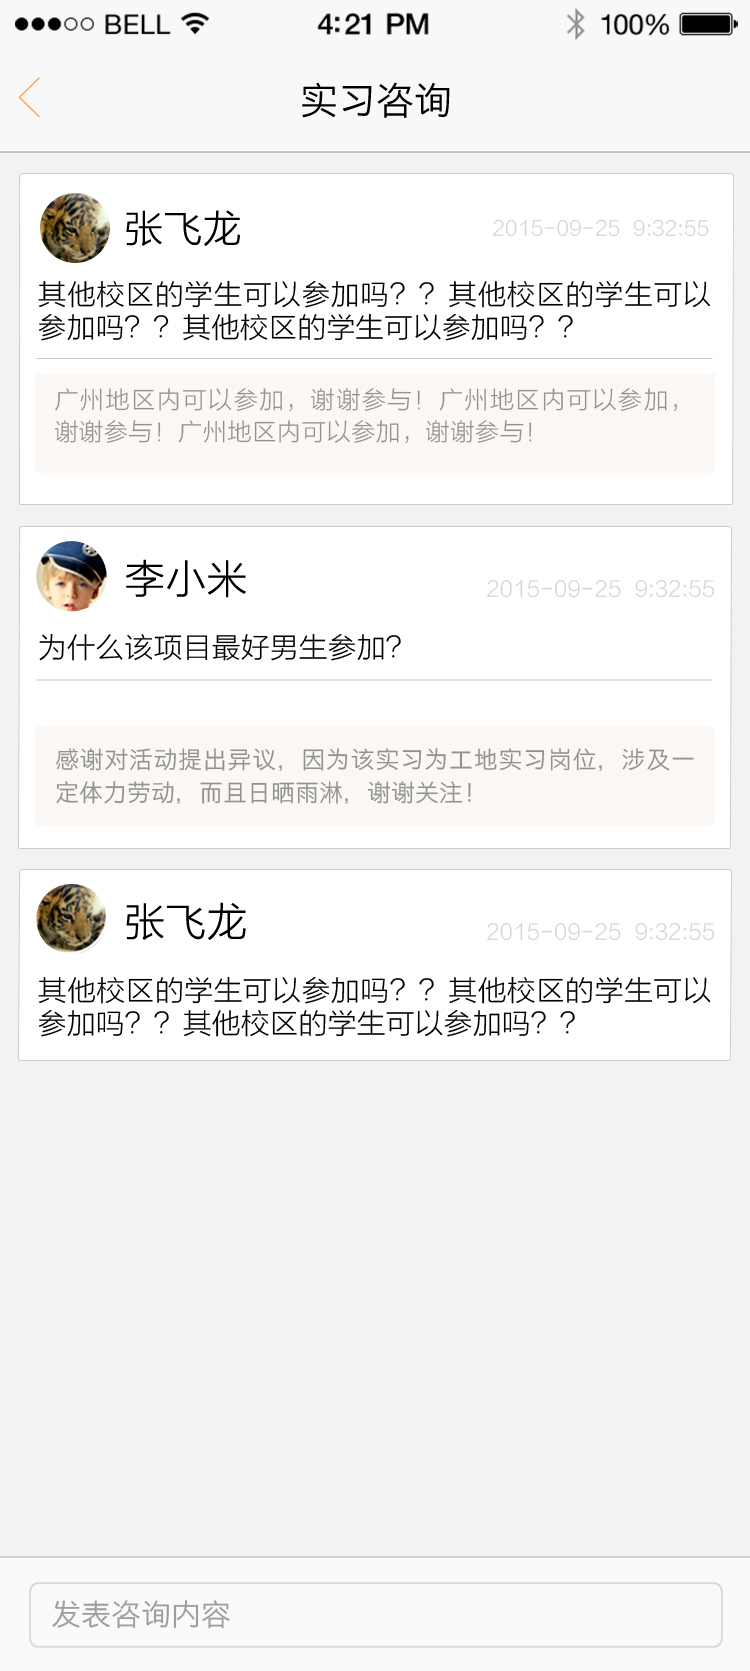 BELL 4:21 PM 100%
实习咨询
张飞龙 2015-09-25 9:32:55
其他校区的学生可以参加吗？？其他校区的学生可以
参加吗？？其他校区的学生可以参加吗？？
广州地区内可以参加，谢谢参与！广州地区内可以参加，
谢谢参与！广州地区内可以参加，谢谢参与！
李小米 2015-09-25 9:32:55
为什么该项目最好男生参加？
感谢对活动提出异议，因为该实习为工地实习岗位，涉及一
定体力劳动，而且日晒雨淋，谢谢关注！
张飞龙 2015-09-25 9:32:55
其他校区的学生可以参加吗？？其他校区的学生可以
参加吗？？其他校区的学生可以参加吗？？
发表咨询内容